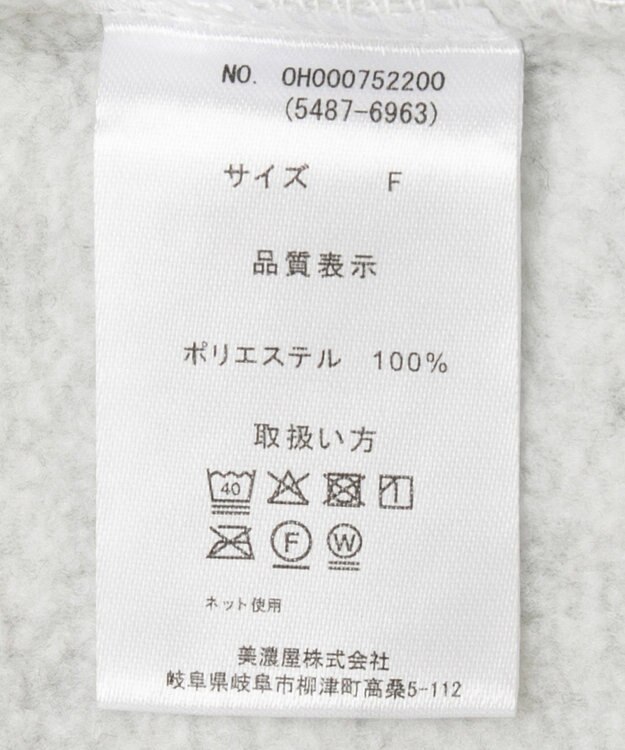 NO. OH000752200
(5487-6963)
サイズ F
品質表示
ポリエステル 100%
取扱い方
40
F W
ネット使用
美濃屋株式会社
岐阜県岐阜市柳津町高桑5-112